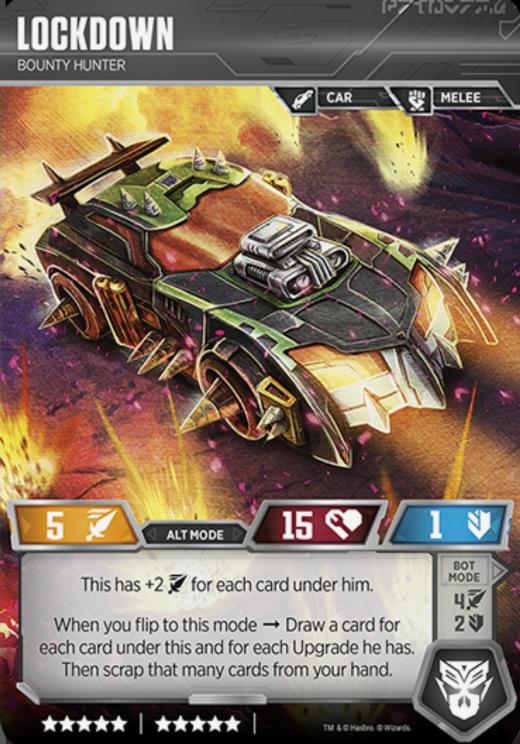 LOCKDOWN
BOUNTY HUNTER
CAR
MELEE
5
ALT MODE
15
1
This has +2 for each card under him.
When you flip to this mode → Draw a card for
each card under this and for each Upgrade he has.
Then scrap that many cards from your hand.
BOT
MODE
4
2
TM & © Hasbro. © Wizards.